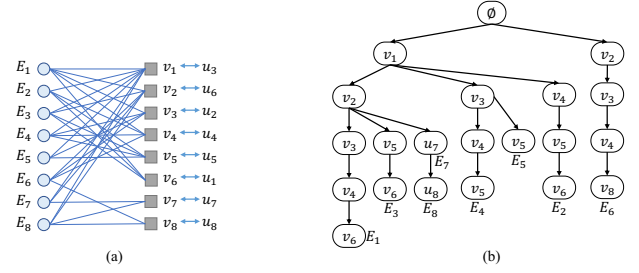 E₁ v₁ ↔ u₃
E₂ v₂ ↔ u₆
E₃ v₃ ↔ u₂
E₄ v₄ ↔ u₄
E₅ v₅ ↔ u₅
E₆ v₆ ↔ u₁
E₇ v₇ ↔ u₇
E₈ v₈ ↔ u₈
(a)
Ø
v₁ v₂
v₂ v₃ v₄ v₃
v₃ v₅ u₇ v₄ v₅ v₅ v₄
E₇ E₅
v₄ v₆ u₈ v₅ v₆ v₈
E₃ E₈ E₄ E₂ E₆
v₆ E₁
(b)